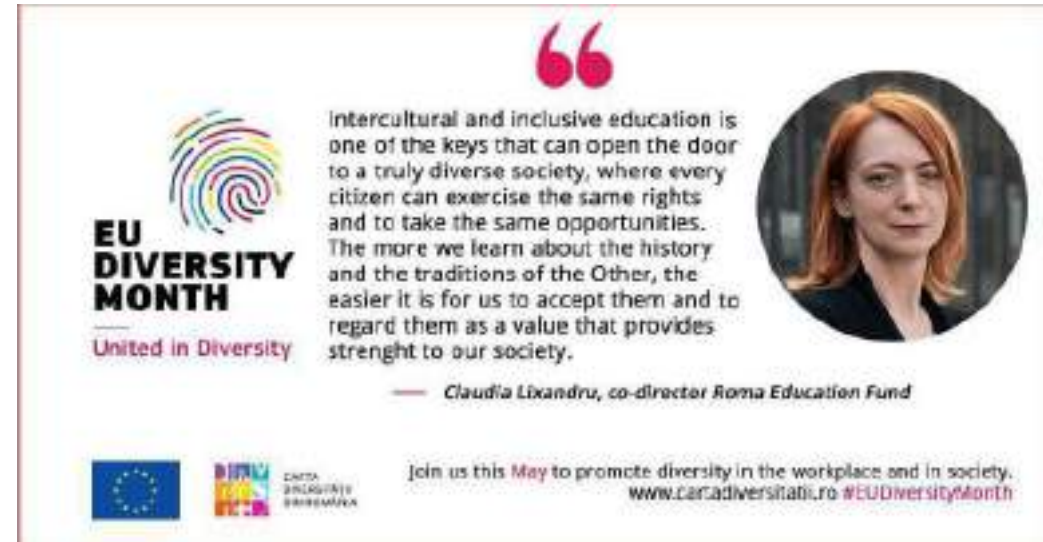 EU
DIVERSITY
MONTH
United in Diversity
Intercultural and inclusive education is
one of the keys that can open the door
to a truly diverse society, where every
citizen can exercise the same rights
and to take the same opportunities.
The more we learn about the history
and the traditions of the Other, the
easier it is for us to accept them and to
regard them as a value that provides
strenght to our society.
— Claudia Lixandru, co-director Roma Education Fund
CARTA
DIVERSITĂȚII
DIN ROMÂNIA
Join us this May to promote diversity in the workplace and in society.
www.cartadiversitatii.ro #EUDiversityMonth